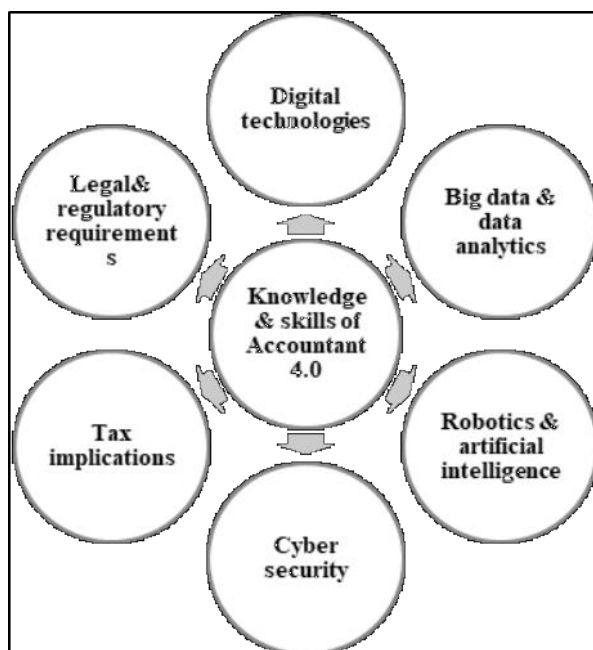 Digital
technologies
Legal&
regulatory
requirement
s
Big data &
data
analytics
Knowledge
& skills of
Accountant
4.0
Tax
implications
Robotics &
artificial
intelligence
Cyber
security